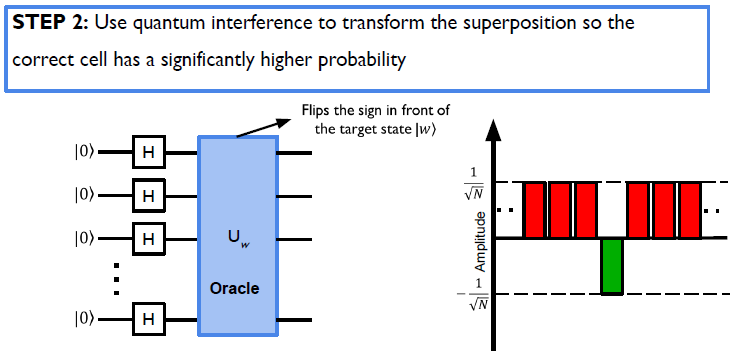 STEP 2: Use quantum interference to transform the superposition so the
correct cell has a significantly higher probability
Flips the sign in front of
the target state |w⟩
|0⟩ H
|0⟩ H
|0⟩ H
|0⟩ H
U_w
Oracle
1/√N
Amplitude
-1/√N